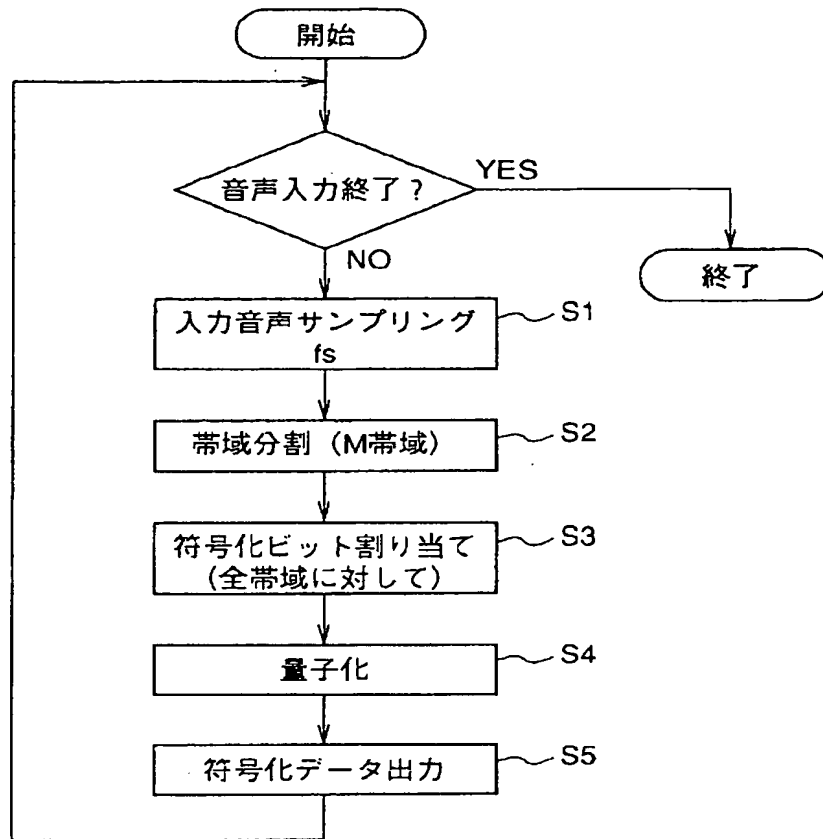 開始
音声入力終了?
YES
NO
終了
入力音声サンプリング
fs
S1
帯域分割(M帯域)
S2
符号化ビット割り当て
(全帯域に対して)
S3
量子化
S4
符号化データ出力
S5